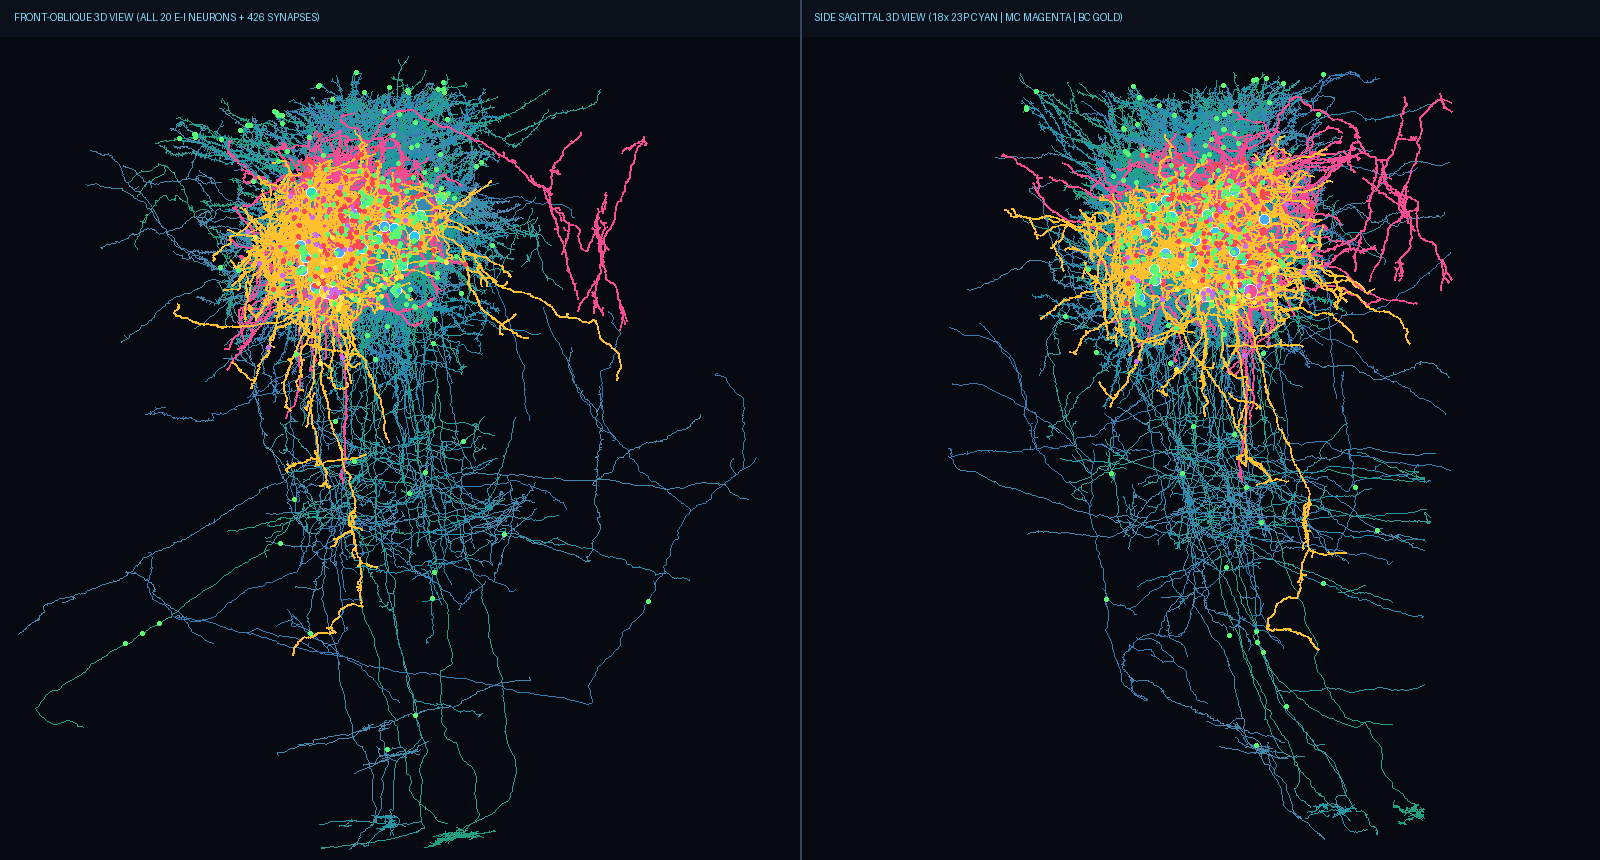 FRONT-OBLIQUE 3D VIEW (ALL 20 E-I NEURONS + 426 SYNAPSES)
SIDE SAGITTAL 3D VIEW (18x 23P CYAN | MC MAGENTA | BC GOLD)